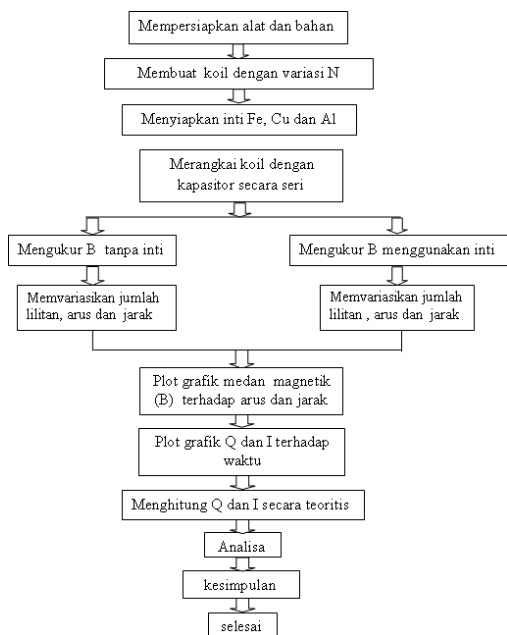 Mempersiapkan alat dan bahan
Membuat koil dengan variasi N
Menyiapkan inti Fe, Cu dan Al
Merangkai koil dengan
kapasitor secara seri
Mengukur B tanpa inti
Mengukur B menggunakan inti
Memvariasikan jumlah
lilitan, arus dan jarak
Memvariasikan jumlah
lilitan , arus dan jarak
Plot grafik medan magnetik
(B) terhadap arus dan jarak
Plot grafik Q dan I terhadap
waktu
Menghitung Q dan I secara teoritis
Analisa
kesimpulan
selesai